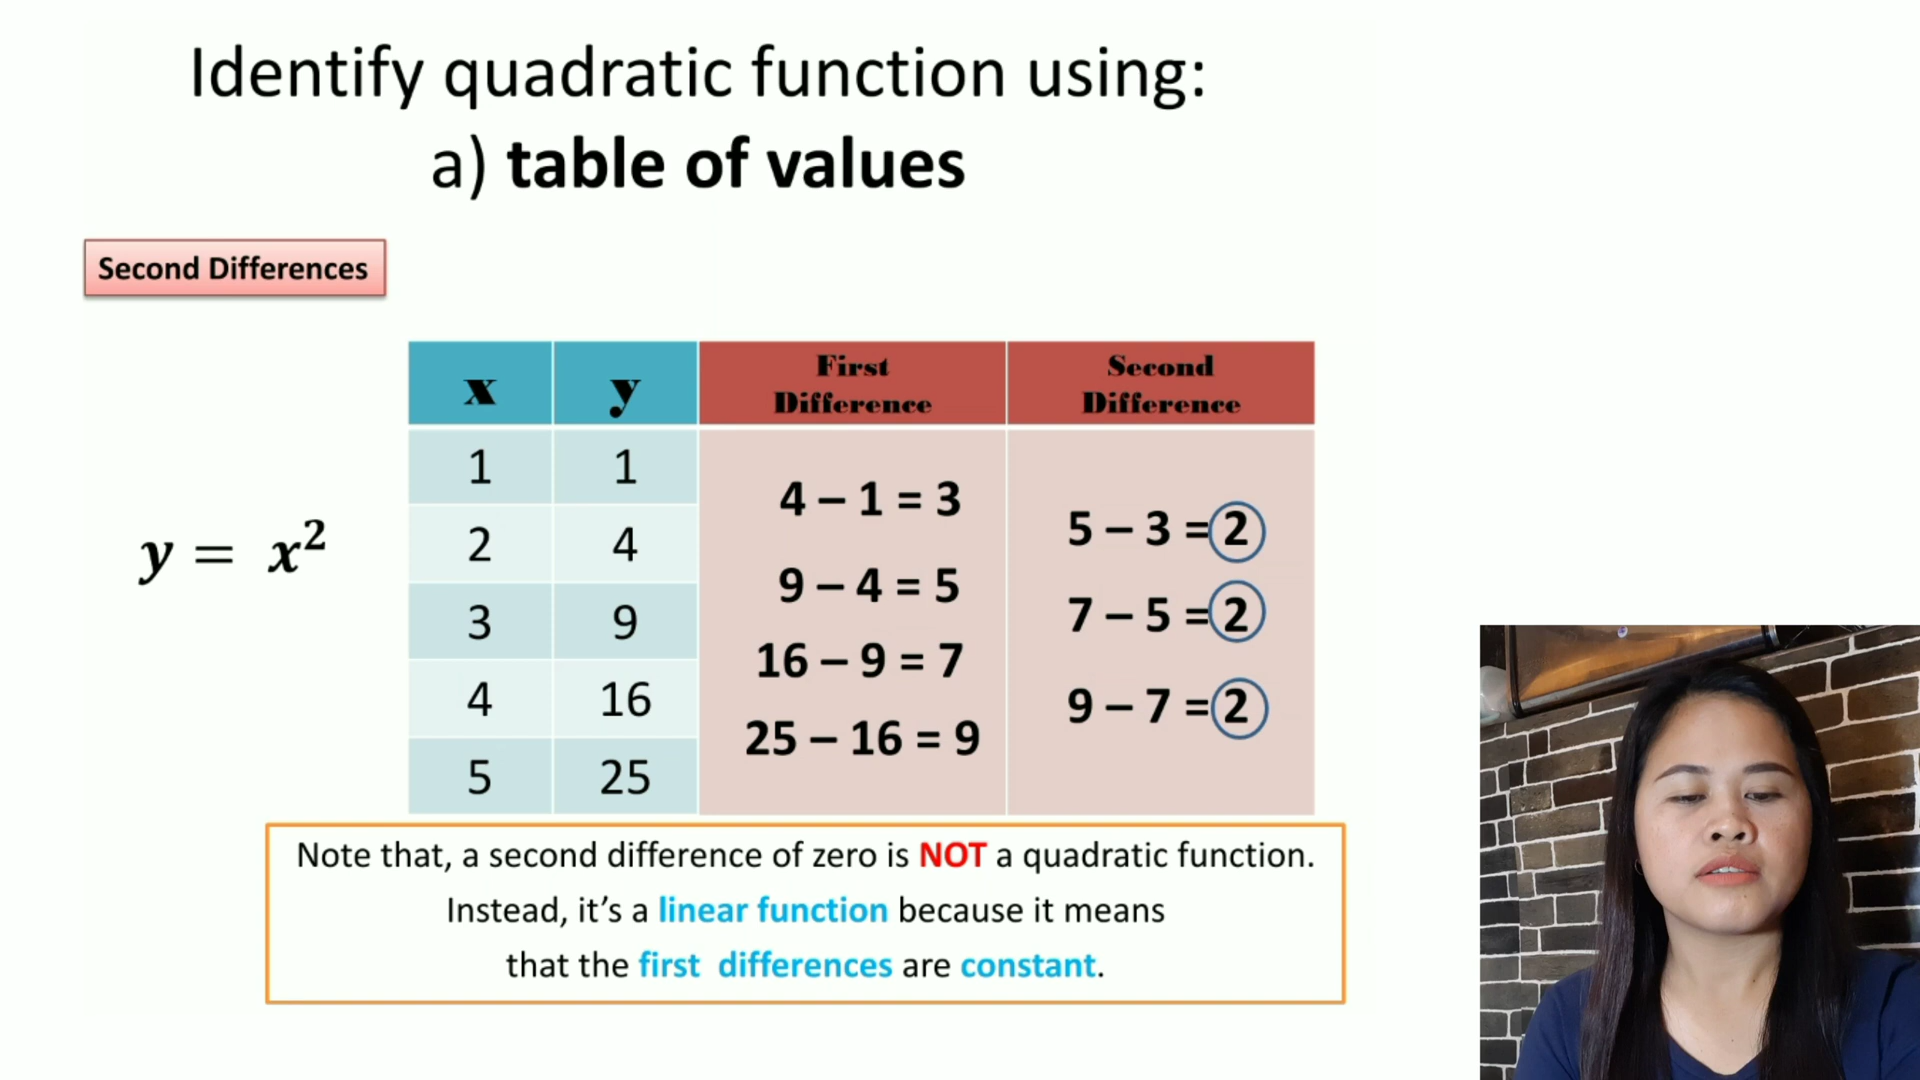 Identify quadratic function using:
a) table of values
Second Differences
x y First Difference Second Difference
1 1
2 4
3 9
4 16
5 25
4 – 1 = 3
9 – 4 = 5
16 – 9 = 7
25 – 16 = 9
5 – 3 = 2
7 – 5 = 2
9 – 7 = 2
y = x²
Note that, a second difference of zero is NOT a quadratic function.
Instead, it’s a linear function because it means
that the first differences are constant.